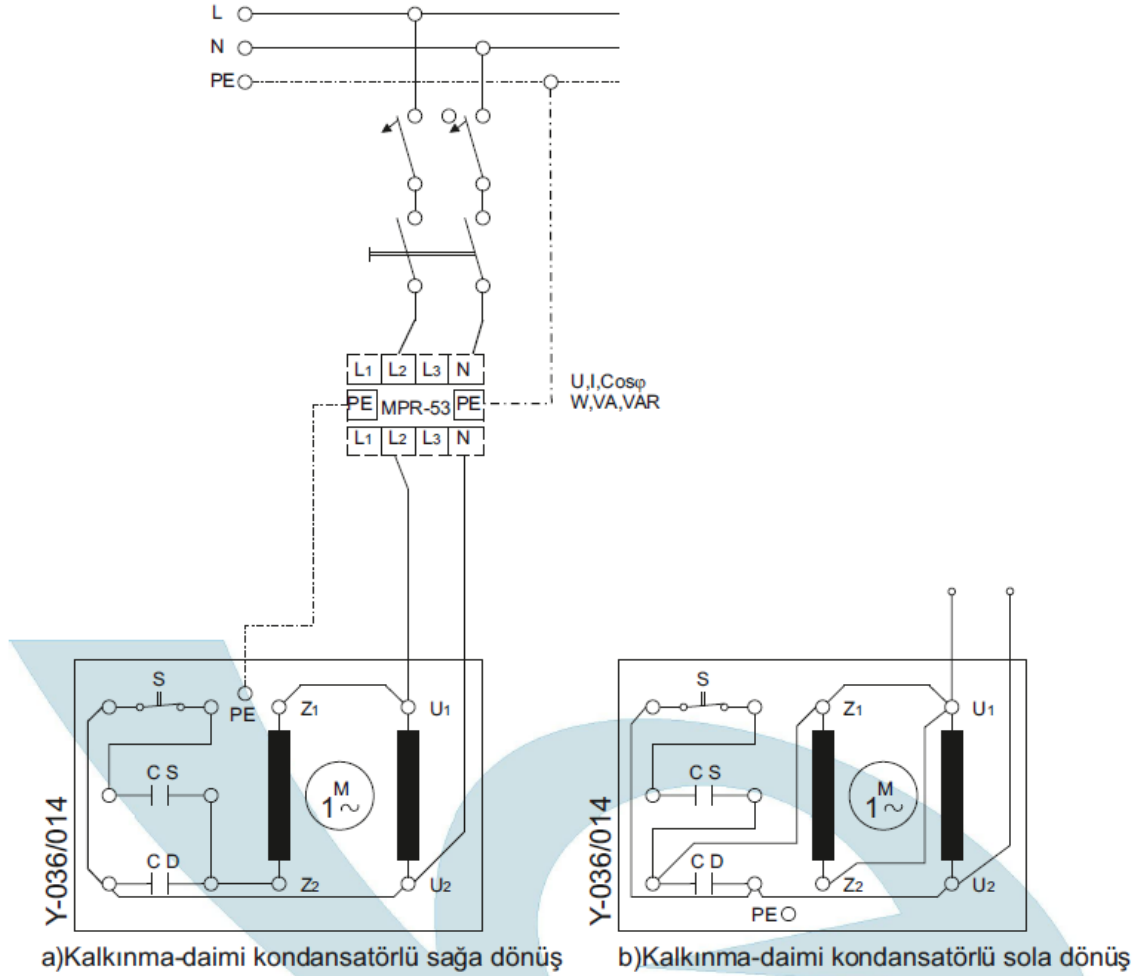 L
N
PE
L1 L2 L3 N
PE MPR-53 PE
L1 L2 L3 N
U,I,Cosφ
W,VA,VAR
S
PE
Z1
U1
C S
M
1~
C D
Z2
U2
Y-036/014
a)Kalkınma-daimi kondansatörlü sağa dönüş
S
Z1
U1
C S
M
1~
C D
Z2
U2
PE
Y-036/014
b)Kalkınma-daimi kondansatörlü sola dönüş